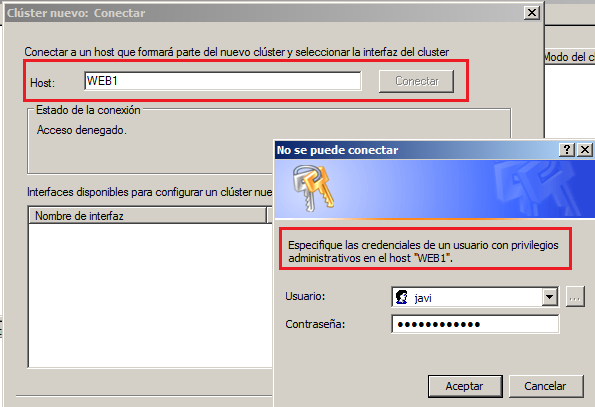 Clúster nuevo: Conectar
Conectar a un host que formará parte del nuevo clúster y seleccionar la interfaz del cluster
Host:
WEB1
Conectar
Modo del cl
Estado de la conexión
Acceso denegado.
Interfaces disponibles para configurar un clúster nue
Nombre de interfaz
No se puede conectar
Especifique las credenciales de un usuario con privilegios
administrativos en el host "WEB1".
Usuario:
javi
...
Contraseña:
●●●●●●●●●●●●
Aceptar
Cancelar